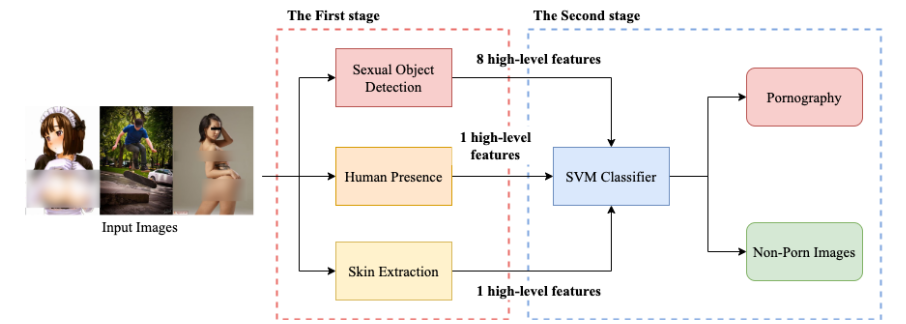 The First stage
The Second stage
Sexual Object
Detection
8 high-level features
Pornography
1 high-level
features
Human Presence
SVM Classifier
Input Images
Skin Extraction
1 high-level features
Non-Porn Images